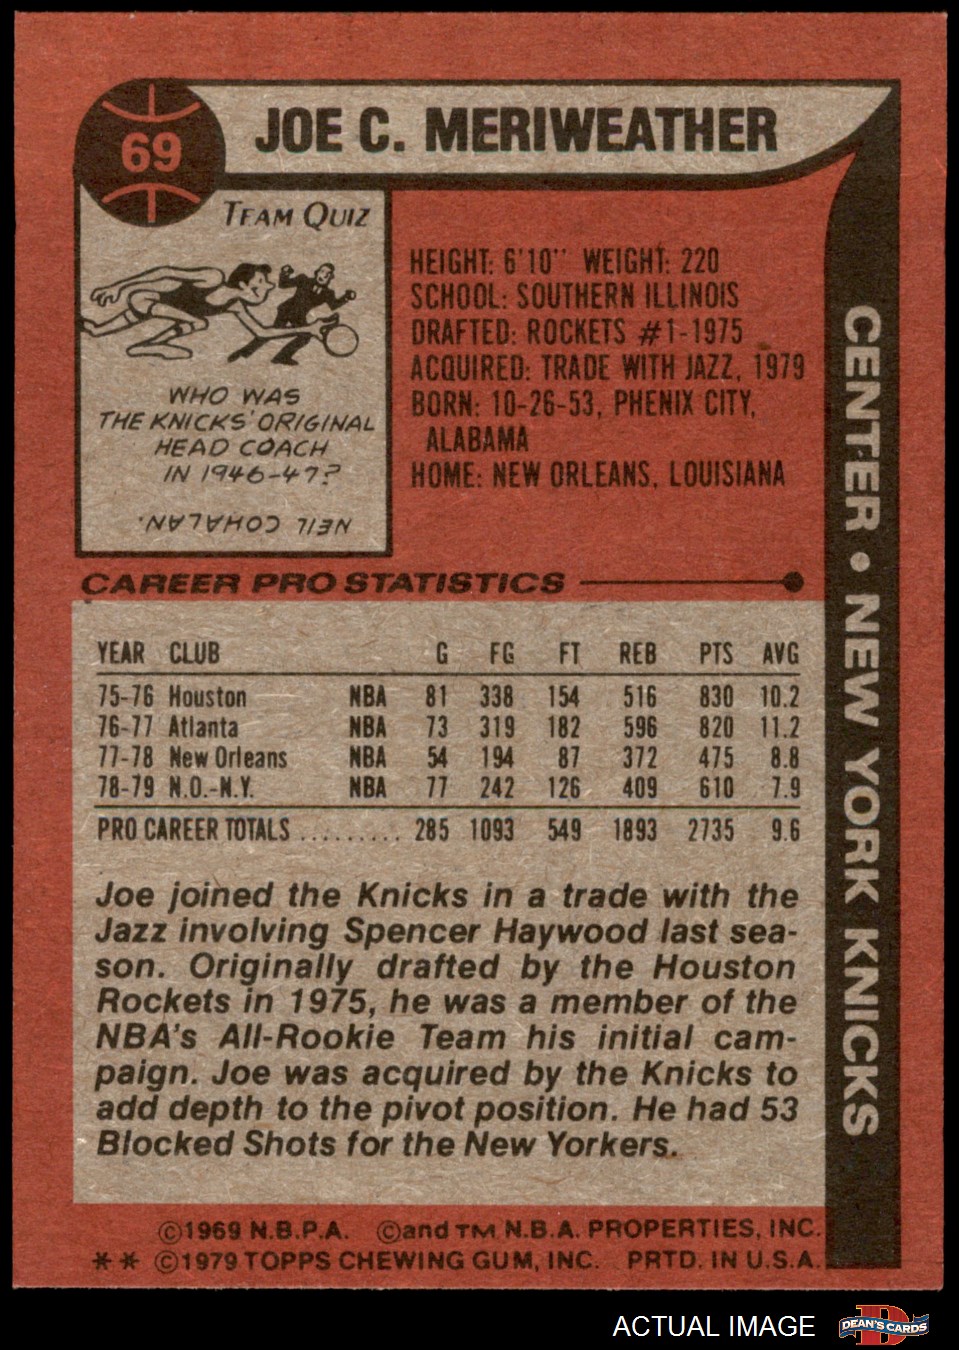 69
JOE C. MERIWEATHER
TEAM QUIZ
WHO WAS
THE KNICKS' ORIGINAL
HEAD COACH
IN 1946-47?
NEIL COHALAN.
HEIGHT: 6'10" WEIGHT: 220
SCHOOL: SOUTHERN ILLINOIS
DRAFTED: ROCKETS #1-1975
ACQUIRED: TRADE WITH JAZZ, 1979
BORN: 10-26-53, PHENIX CITY,
ALABAMA
HOME: NEW ORLEANS, LOUISIANA
CENTER • NEW YORK KNICKS
CAREER PRO STATISTICS
YEAR CLUB G FG FT REB PTS AVG
75-76 Houston NBA 81 338 154 516 830 10.2
76-77 Atlanta NBA 73 319 182 596 820 11.2
77-78 New Orleans NBA 54 194 87 372 475 8.8
78-79 N.O.-N.Y. NBA 77 242 126 409 610 7.9
PRO CAREER TOTALS ......... 285 1093 549 1893 2735 9.6
Joe joined the Knicks in a trade with the
Jazz involving Spencer Haywood last sea-
son. Originally drafted by the Houston
Rockets in 1975, he was a member of the
NBA's All-Rookie Team his initial cam-
paign. Joe was acquired by the Knicks to
add depth to the pivot position. He had 53
Blocked Shots for the New Yorkers.
©1969 N.B.P.A. ©and TM N.B.A. PROPERTIES, INC.
** ©1979 TOPPS CHEWING GUM, INC. PRTD. IN U.S.A.
ACTUAL IMAGE
DEAN'S CARDS